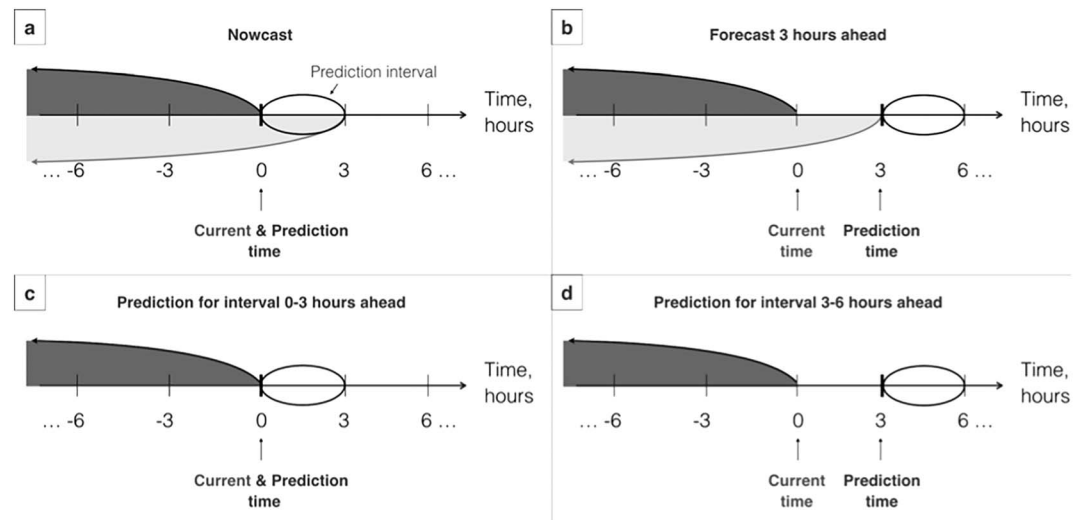 a
Nowcast
Prediction interval
Time,
hours
... -6 -3 0 3 6 ...
Current & Prediction
time
b
Forecast 3 hours ahead
Time,
hours
... -6 -3 0 3 6 ...
Current Prediction
time time
c
Prediction for interval 0-3 hours ahead
Time,
hours
... -6 -3 0 3 6 ...
Current & Prediction
time
d
Prediction for interval 3-6 hours ahead
Time,
hours
... -6 -3 0 3 6 ...
Current Prediction
time time